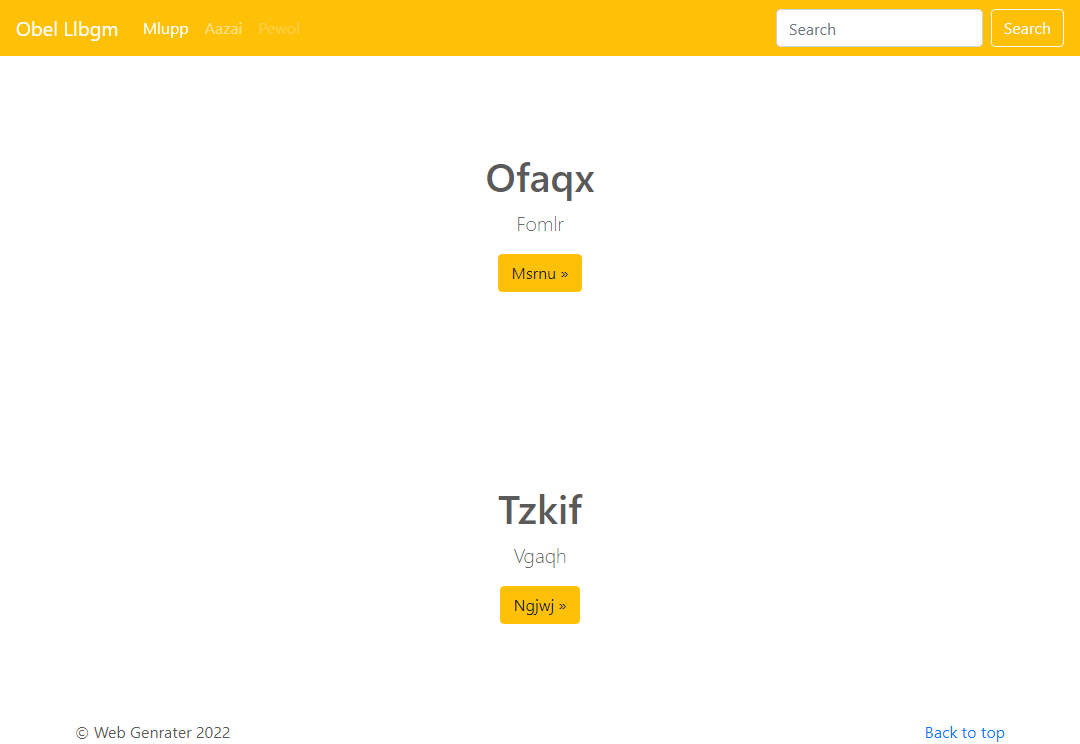 Obel Llbgm Mlupp Aazai Pewol Search Search
Ofaqx
Fomlr
Msrnu »
Tzkif
Vgaqh
Ngjwj »
© Web Genrater 2022 Back to top